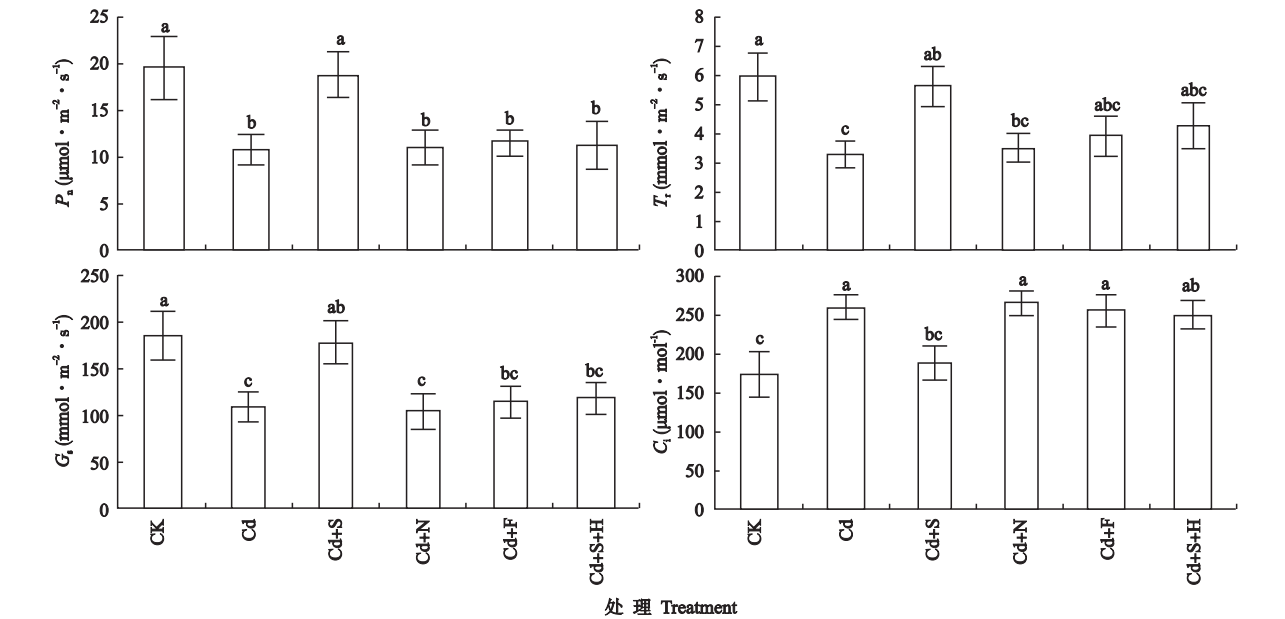 25
20
15
10
5
0
Pn (μmol·m−2·s−1)
a
b
a
b
b
b
8
7
6
5
4
3
2
1
0
Tr (mmol·m−2·s−1)
a
c
ab
bc
abc
abc
250
200
150
100
50
0
Gs (mmol·m−2·s−1)
a
c
ab
c
bc
bc
CK
Cd
Cd+S
Cd+N
Cd+F
Cd+S+H
300
250
200
150
100
50
0
Ci (μmol·mol-1)
c
a
bc
a
a
ab
CK
Cd
Cd+S
Cd+N
Cd+F
Cd+S+H
处 理 Treatment